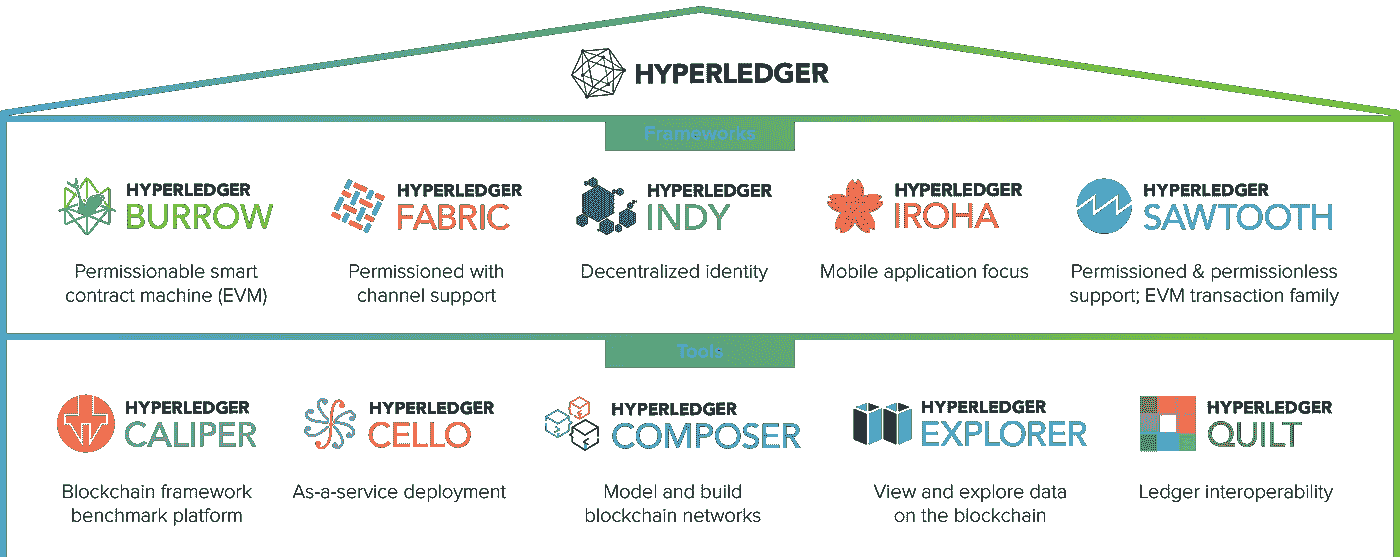 HYPERLEDGER
Frameworks
HYPERLEDGER
BURROW
Permissionable smart
contract machine (EVM)
HYPERLEDGER
FABRIC
Permissioned with
channel support
HYPERLEDGER
INDY
Decentralized identity
HYPERLEDGER
IROHA
Mobile application focus
HYPERLEDGER
SAWTOOTH
Permissioned & permissionless
support; EVM transaction family
Tools
HYPERLEDGER
CALIPER
Blockchain framework
benchmark platform
HYPERLEDGER
CELLO
As-a-service deployment
HYPERLEDGER
COMPOSER
Model and build
blockchain networks
HYPERLEDGER
EXPLORER
View and explore data
on the blockchain
HYPERLEDGER
QUILT
Ledger interoperability